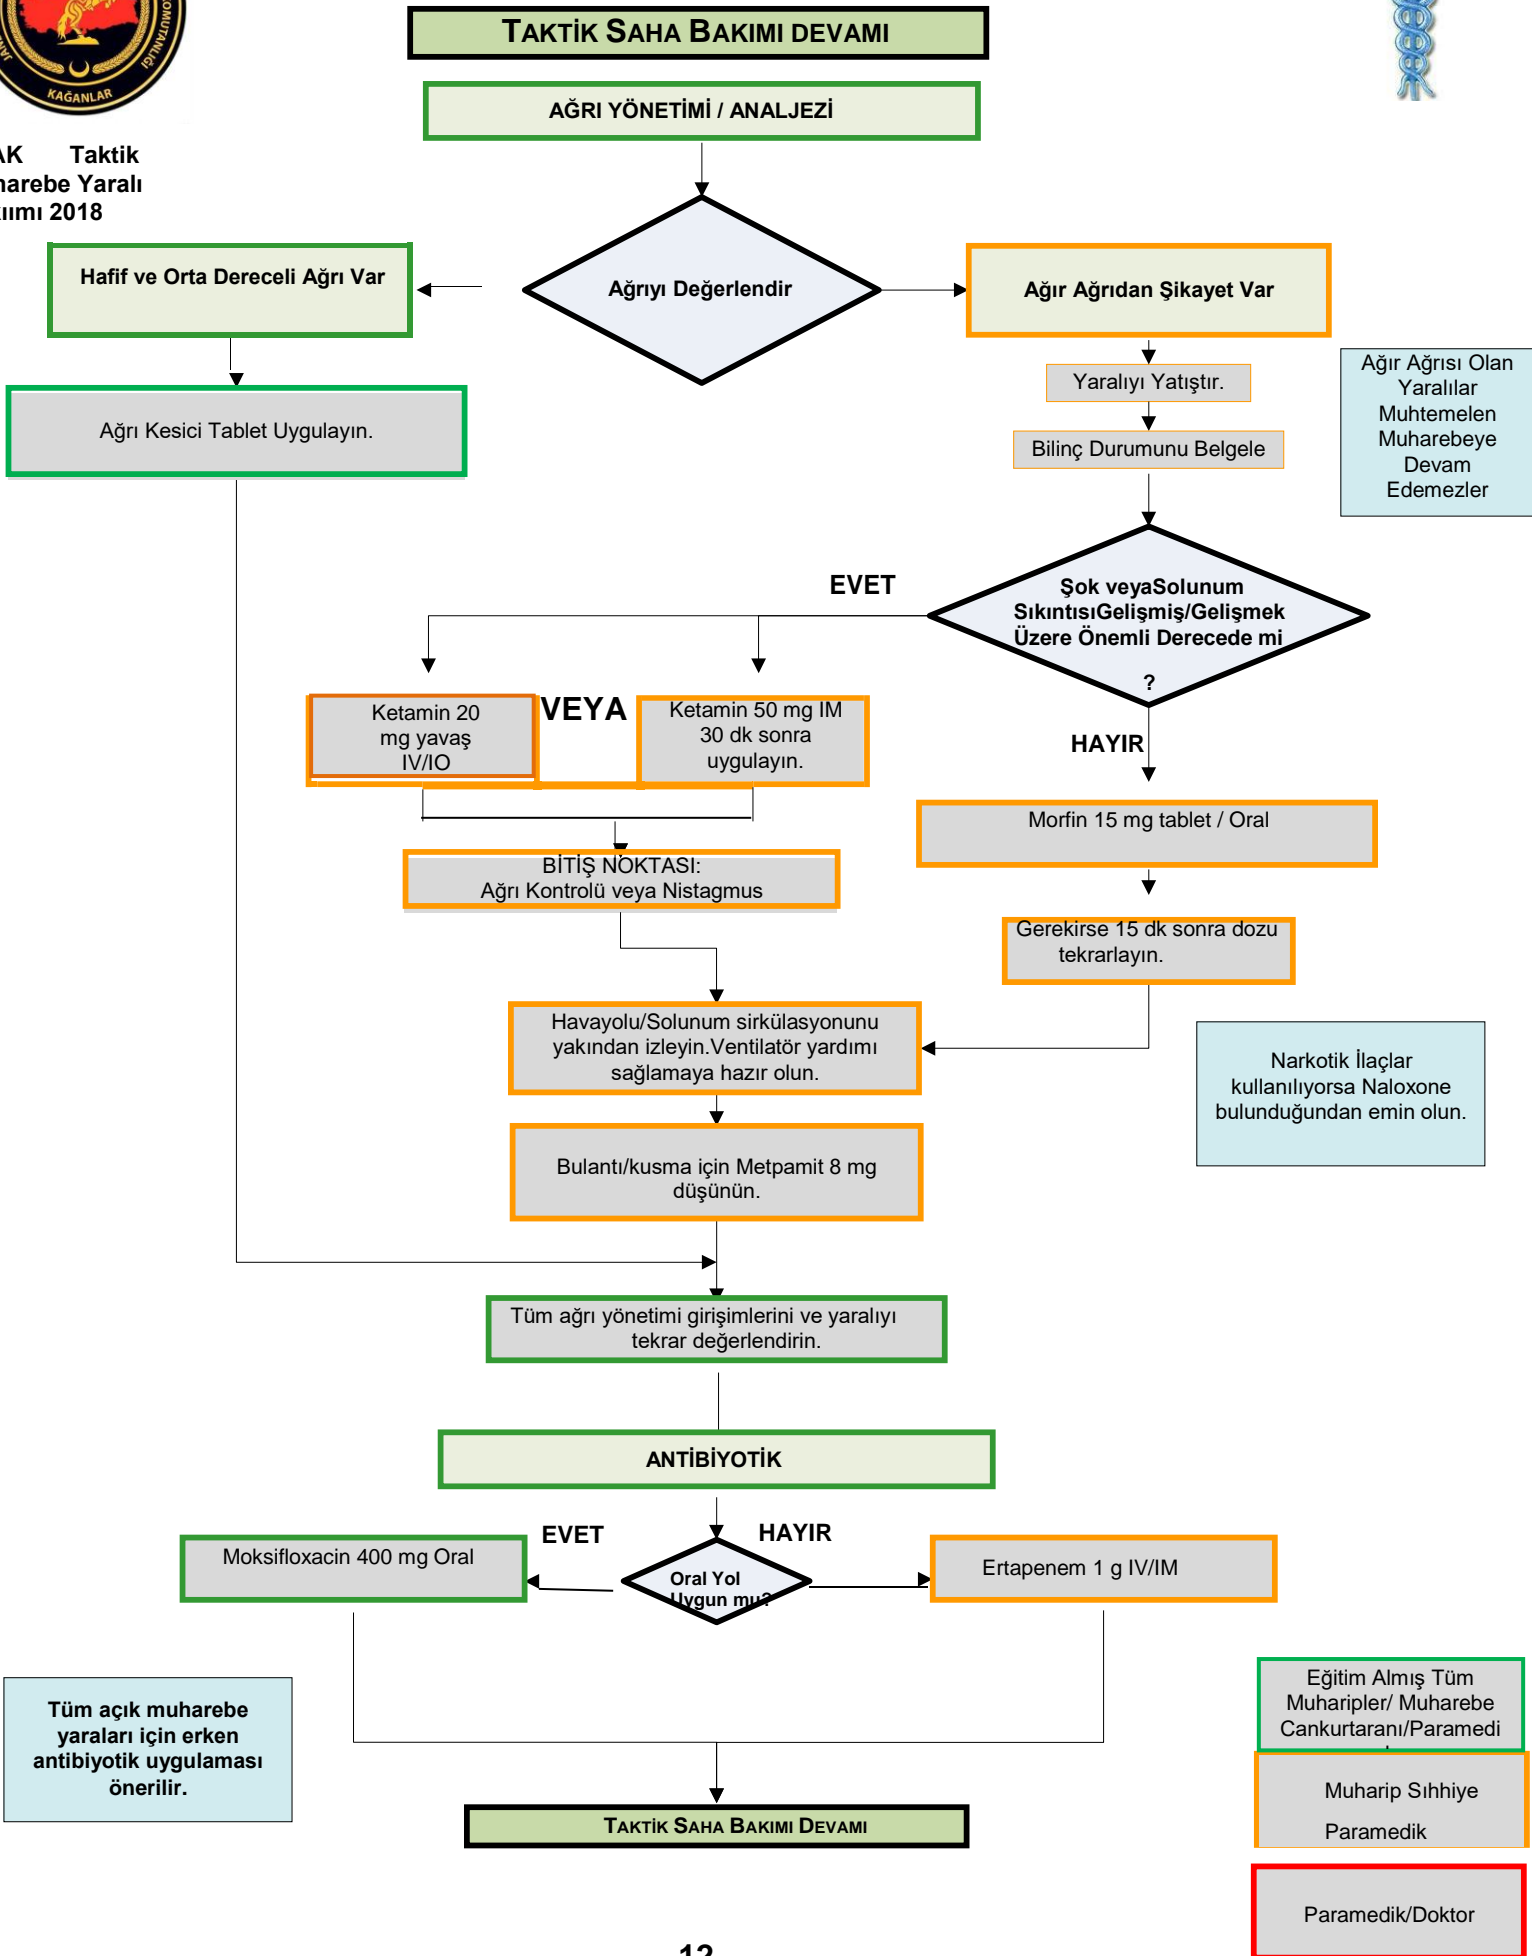 KAĞANLAR
KOMUTANLIĞI
TAKTİK SAHA BAKIMI DEVAMI
AĞRI YÖNETİMİ / ANALJEZİ
AK Taktik
harebe Yaralı
kıımı 2018
Hafif ve Orta Dereceli Ağrı Var
Ağrıyı Değerlendir
Ağır Ağrıdan Şikayet Var
Ağrı Kesici Tablet Uygulayın.
Yaralıyı Yatıştır.
Bilinç Durumunu Belgele
Ağır Ağrısı Olan
Yaralılar
Muhtemelen
Muharebeye
Devam
Edemezler
EVET
Şok veyaSolunum
SıkıntısıGelişmiş/Gelişmek
Üzere Önemli Derecede mi
?
HAYIR
Ketamin 20
mg yavaş
IV/IO
VEYA
Ketamin 50 mg IM
30 dk sonra
uygulayın.
Morfin 15 mg tablet / Oral
BİTİŞ NOKTASI:
Ağrı Kontrolü veya Nistagmus
Gerekirse 15 dk sonra dozu
tekrarlayın.
Havayolu/Solunum sirkülasyonunu
yakından izleyin.Ventilatör yardımı
sağlamaya hazır olun.
Narkotik İlaçlar
kullanılıyorsa Naloxone
bulunduğundan emin olun.
Bulantı/kusma için Metpamit 8 mg
düşünün.
Tüm ağrı yönetimi girişimlerini ve yaralıyı
tekrar değerlendirin.
ANTİBİYOTİK
EVET
HAYIR
Moksifloxacin 400 mg Oral
Oral Yol
Uygun mu?
Ertapenem 1 g IV/IM
Tüm açık muharebe
yaraları için erken
antibiyotik uygulaması
önerilir.
Eğitim Almış Tüm
Muharipler/ Muharebe
Cankurtaranı/Paramedi
Muharip Sıhhiye
Paramedik
TAKTİK SAHA BAKIMI DEVAMI
Paramedik/Doktor
12